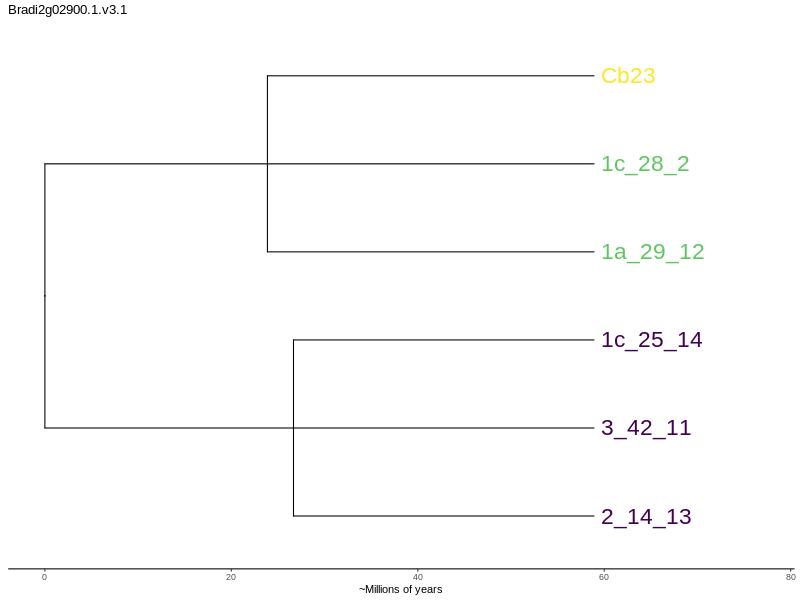 Bradi2g02900.1.v3.1
Cb23
1c_28_2
1a_29_12
1c_25_14
3_42_11
2_14_13
0 20 40 60 80
~Millions of years